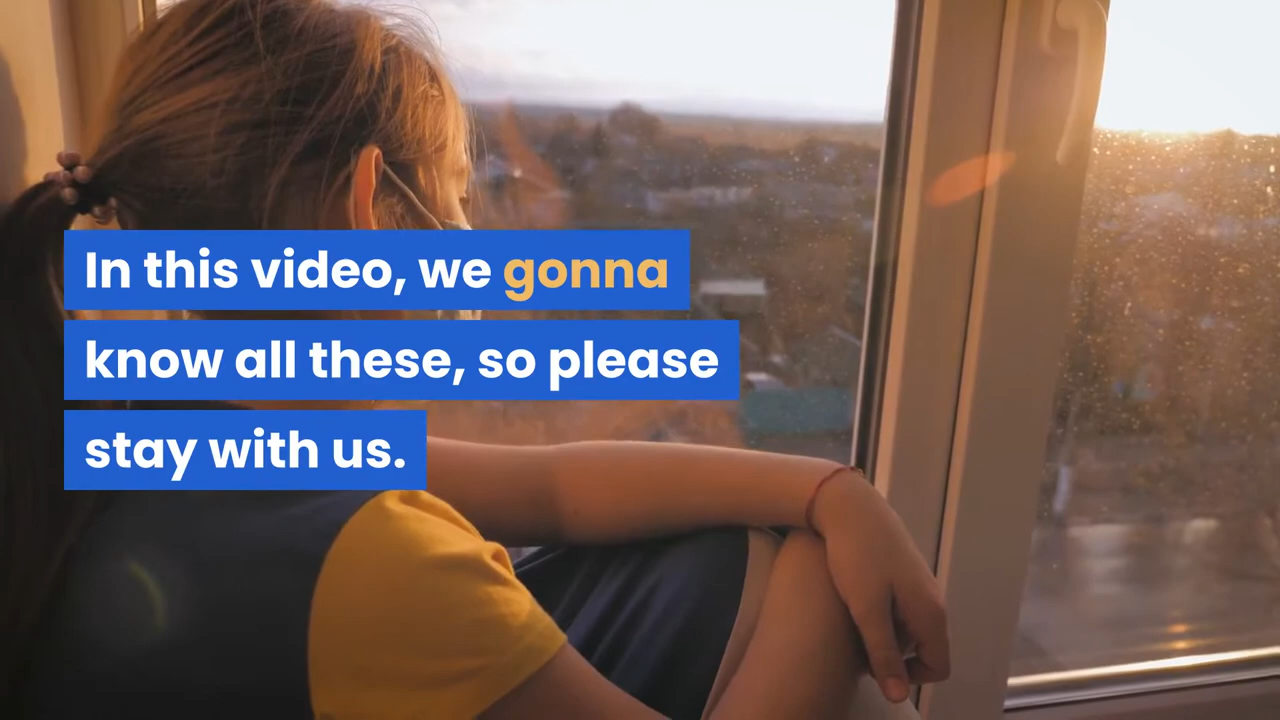 In this video, we gonna
know all these, so please
stay with us.